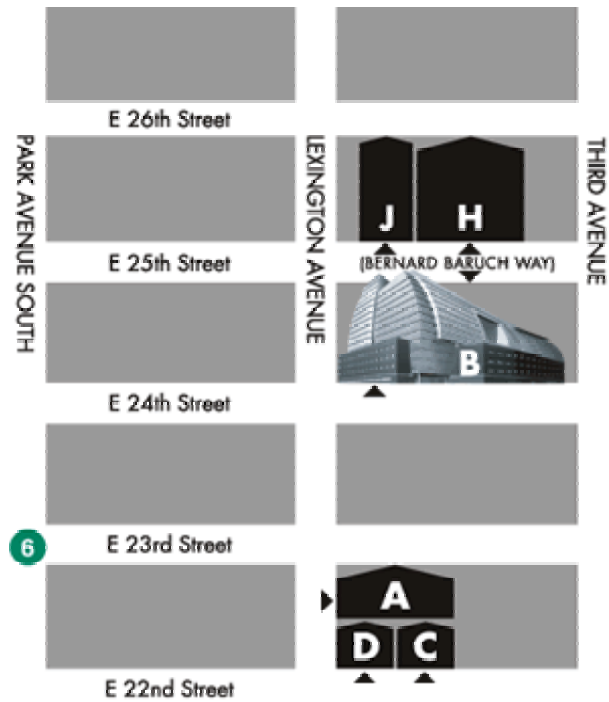 E 26th Street
PARK AVENUE SOUTH
LEXINGTON AVENUE
THIRD AVENUE
J H
E 25th Street
(BERNARD BARUCH WAY)
B
E 24th Street
6
E 23rd Street
A
D C
E 22nd Street